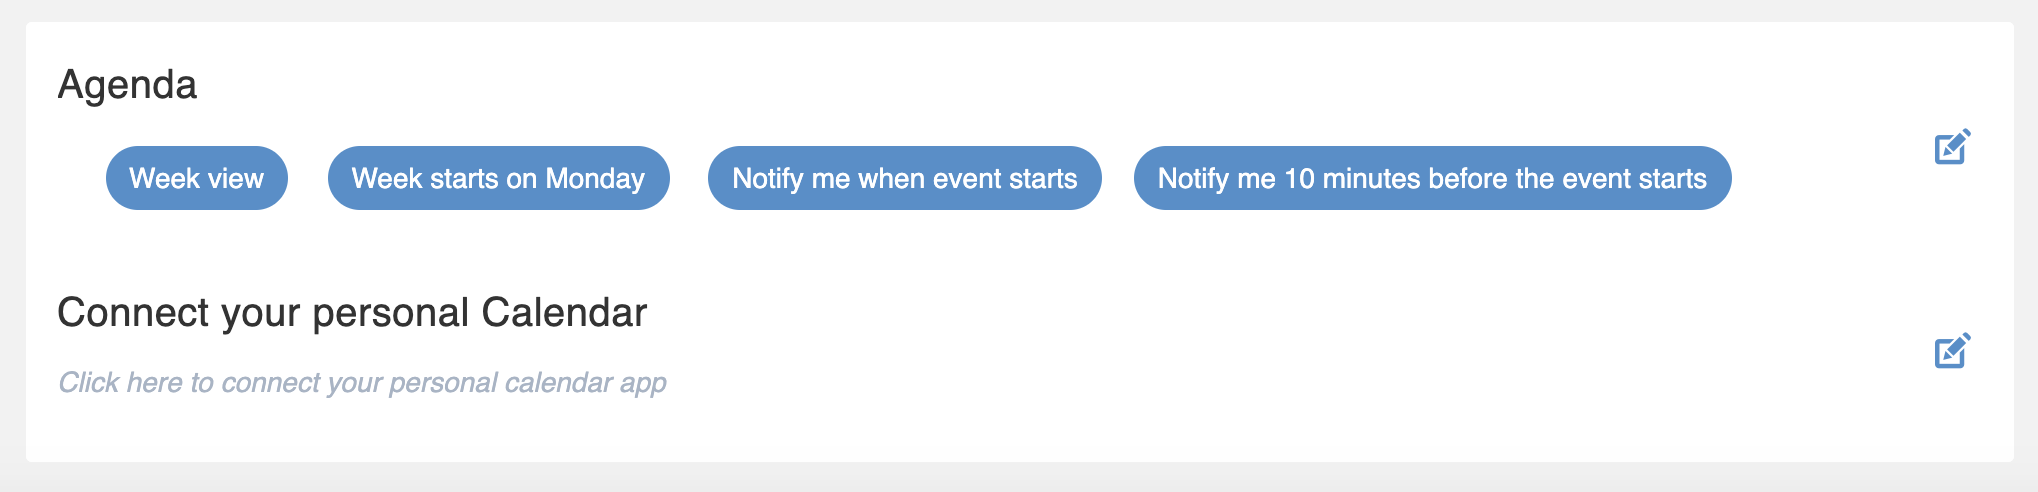 Agenda
Week view Week starts on Monday Notify me when event starts Notify me 10 minutes before the event starts
Connect your personal Calendar
Click here to connect your personal calendar app